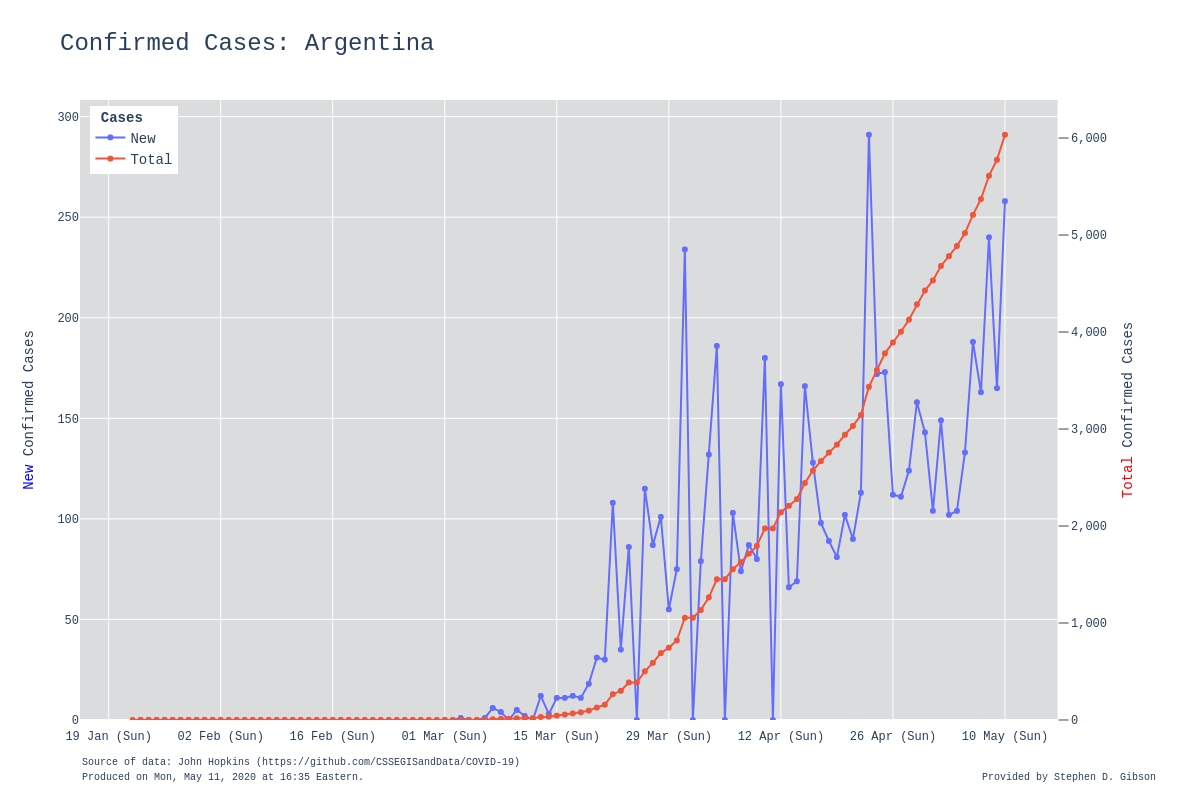 Confirmed Cases: Argentina
Cases
New
Total
300
250
200
150
100
50
0
New Confirmed Cases
6,000
5,000
4,000
3,000
2,000
1,000
0
Total Confirmed Cases
19 Jan (Sun) 02 Feb (Sun) 16 Feb (Sun) 01 Mar (Sun) 15 Mar (Sun) 29 Mar (Sun) 12 Apr (Sun) 26 Apr (Sun) 10 May (Sun)
Source of data: John Hopkins (https://github.com/CSSEGISandData/COVID-19)
Produced on Mon, May 11, 2020 at 16:35 Eastern.
Provided by Stephen D. Gibson